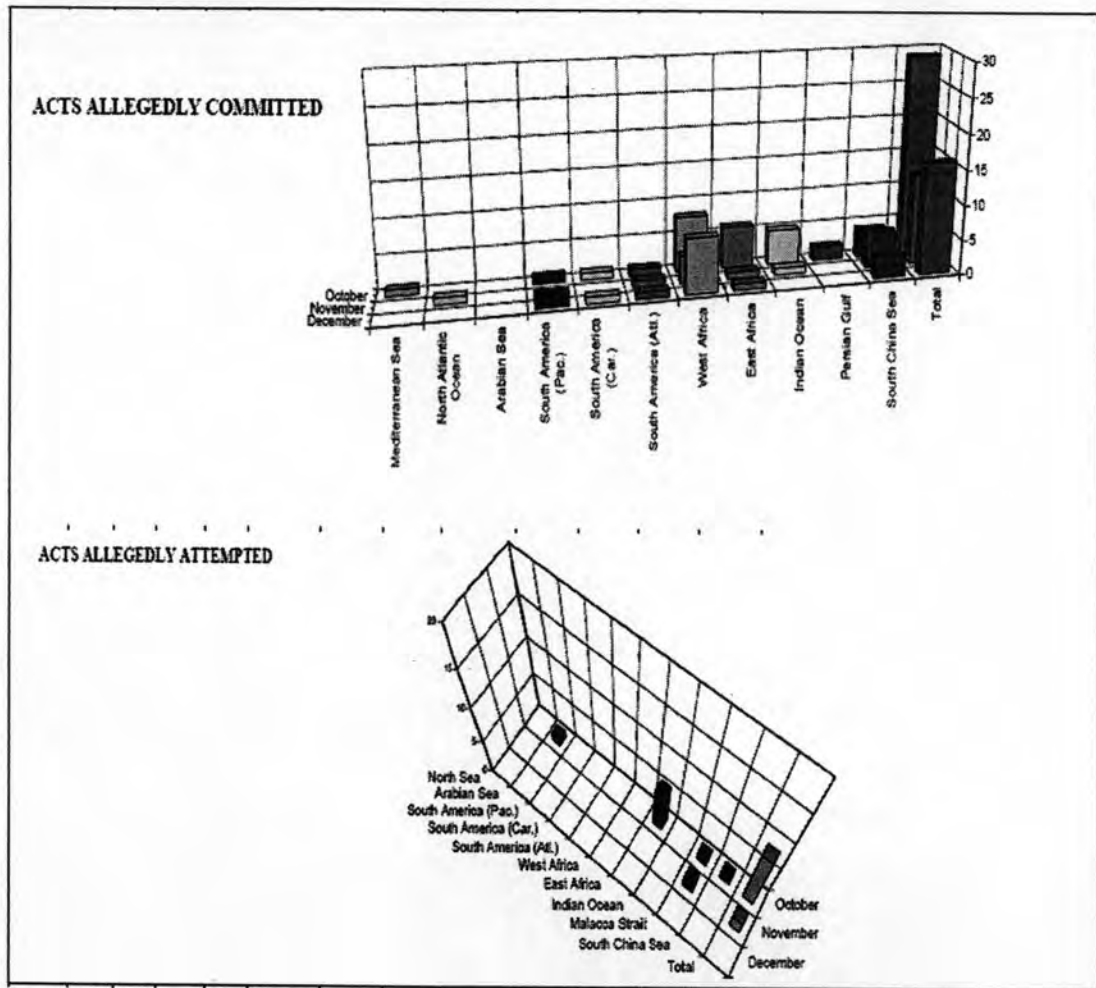 ACTS ALLEGEDLY COMMITTED
30
25
20
15
10
5
0
October
November
December
Mediterranean Sea
North Atlantic
Ocean
Arabian Sea
South America
(Pac.)
South America
(Car.)
South America (Atl.)
West Africa
East Africa
Indian Ocean
Persian Gulf
South China Sea
Total
ACTS ALLEGEDLY ATTEMPTED
20
15
10
5
0
North Sea
Arabian Sea
South America (Pac.)
South America (Car.)
South America (Atl.)
West Africa
East Africa
Indian Ocean
Malacca Strait
South China Sea
Total
October
November
December